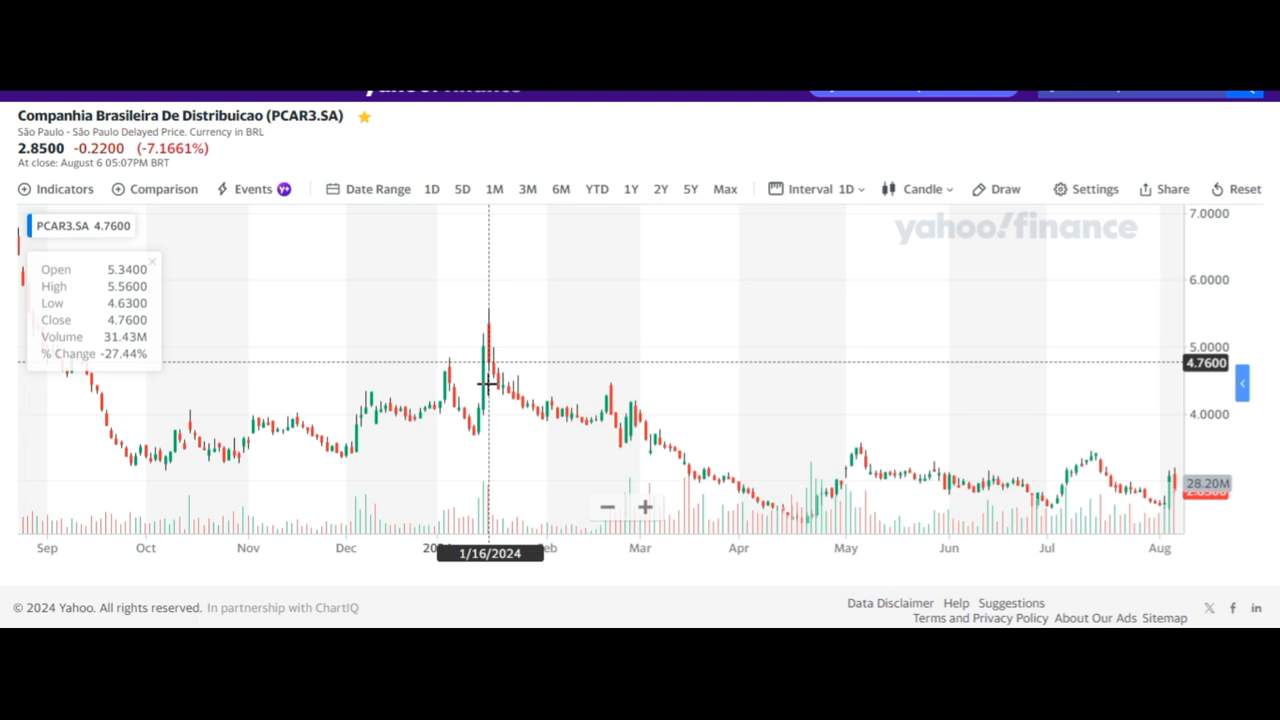 Companhia Brasileira De Distribuicao (PCAR3.SA)
São Paulo - São Paulo Delayed Price. Currency in BRL
2.8500 -0.2200 (-7.1661%)
At close: August 6 05:07PM BRT
Indicators Comparison Events Y+ Date Range 1D 5D 1M 3M 6M YTD 1Y 2Y 5Y Max Interval 1D Candle Draw Settings Share Reset
PCAR3.SA 4.7600
yahoo!finance
Open 5.3400
High 5.5600
Low 4.6300
Close 4.7600
Volume 31.43M
% Change -27.44%
7.0000
6.0000
5.0000
4.7600
4.0000
28.20M
Sep Oct Nov Dec Mar Apr May Jun Jul Aug
1/16/2024
© 2024 Yahoo. All rights reserved. In partnership with ChartIQ
Data Disclaimer Help Suggestions
Terms and Privacy Policy About Our Ads Sitemap